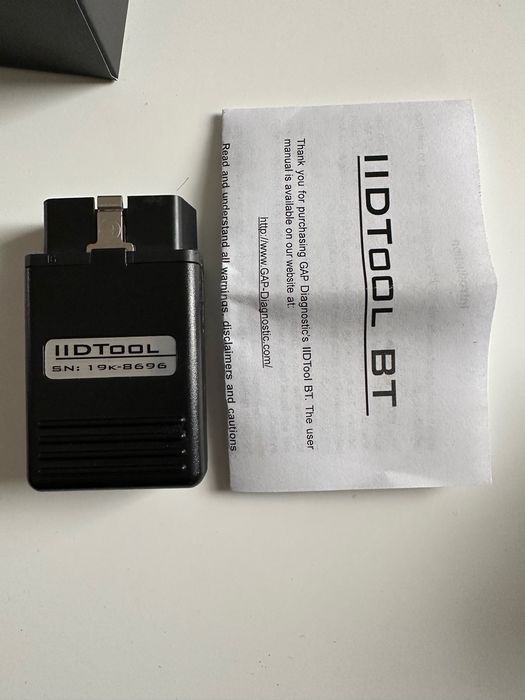 IIDTOOL
SN: 19K-8696
IIDTOOL BT
Thank you for purchasing GAP Diagnostic's IIDTool BT. The user
manual is available on our website at:
http://www.GAP-Diagnostic.com/
Read and understand all warnings, disclaimers and cautions